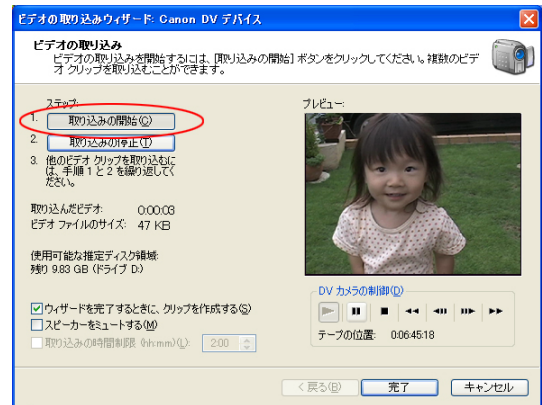 ビデオの取り込みウィザード: Canon DV デバイス
ビデオの取り込み
ビデオの取り込みを開始するには、[取り込みの開始] ボタンをクリックしてください。複数のビデ
オ クリップを取り込むことができます。
ステップ:
1. 取り込みの開始(C)
2. 取り込みの停止(T)
3. 他のビデオ クリップを取り込むに
は、手順 1 と 2 を繰り返してく
ださい。
取り込んだビデオ: 0:00:03
ビデオ ファイルのサイズ: 47 KB
使用可能な推定ディスク領域:
残り 9.83 GB (ドライブ D:)
ウィザードを完了するときに、クリップを作成する(S)
スピーカーをミュートする(M)
取り込みの時間制限 (hh:mm)(L): 2:00
プレビュー:
DV カメラの制御(D)
テープの位置: 0:06:45:18
< 戻る(B) 完了 キャンセル